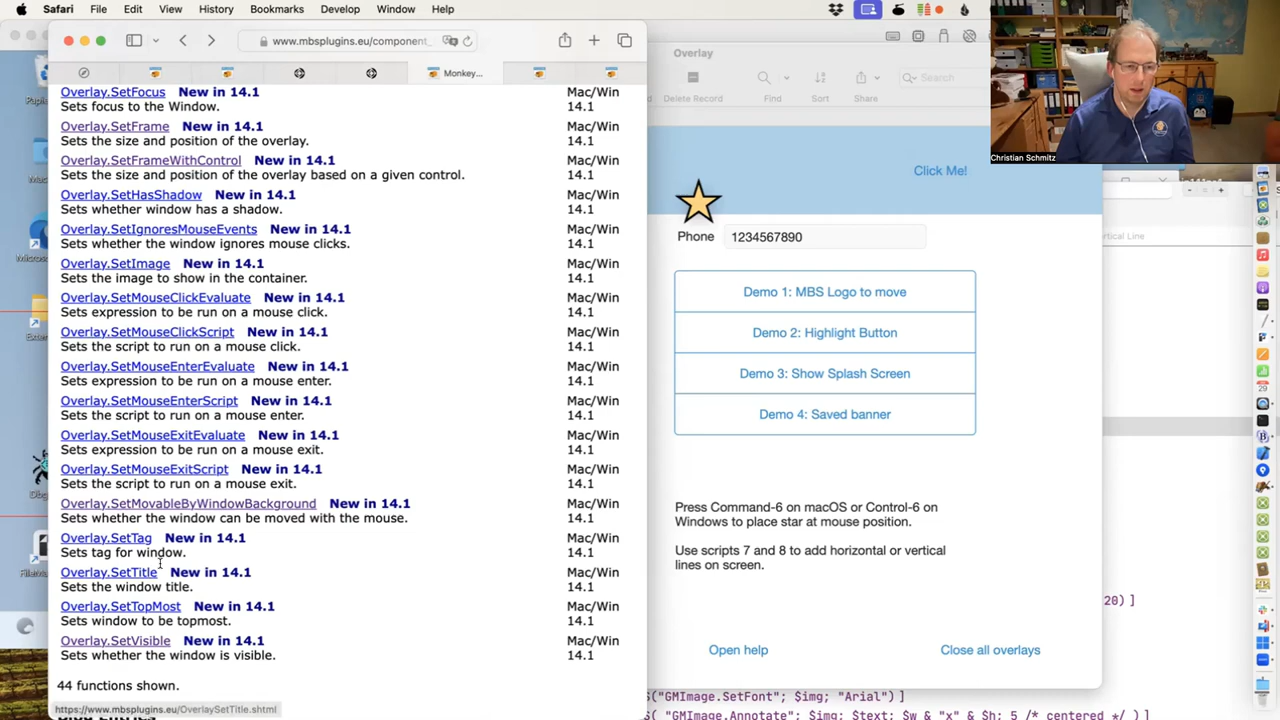 Safari File Edit View History Bookmarks Develop Window Help
www.mbsplugins.eu/component_
Monkey...
Overlay.SetFocus New in 14.1 Mac/Win
Sets focus to the Window. 14.1
Overlay.SetFrame New in 14.1 Mac/Win
Sets the size and position of the overlay. 14.1
Overlay.SetFrameWithControl New in 14.1 Mac/Win
Sets the size and position of the overlay based on a given control. 14.1
Overlay.SetHasShadow New in 14.1 Mac/Win
Sets whether window has a shadow. 14.1
Overlay.SetIgnoresMouseEvents New in 14.1 Mac/Win
Sets whether the window ignores mouse clicks. 14.1
Overlay.SetImage New in 14.1 Mac/Win
Sets the image to show in the container. 14.1
Overlay.SetMouseClickEvaluate New in 14.1 Mac/Win
Sets expression to be run on a mouse click. 14.1
Overlay.SetMouseClickScript New in 14.1 Mac/Win
Sets the script to run on a mouse click. 14.1
Overlay.SetMouseEnterEvaluate New in 14.1 Mac/Win
Sets expression to be run on a mouse enter. 14.1
Overlay.SetMouseEnterScript New in 14.1 Mac/Win
Sets the script to run on a mouse enter. 14.1
Overlay.SetMouseExitEvaluate New in 14.1 Mac/Win
Sets expression to be run on a mouse exit. 14.1
Overlay.SetMouseExitScript New in 14.1 Mac/Win
Sets the script to run on a mouse exit. 14.1
Overlay.SetMovableByWindowBackground New in 14.1 Mac/Win
Sets whether the window can be moved with the mouse. 14.1
Overlay.SetTag New in 14.1 Mac/Win
Sets tag for window. 14.1
Overlay.SetTitle New in 14.1 Mac/Win
Sets the window title. 14.1
Overlay.SetTopMost New in 14.1 Mac/Win
Sets window to be topmost. 14.1
Overlay.SetVisible New in 14.1 Mac/Win
Sets whether the window is visible. 14.1
44 functions shown.
https://www.mbsplugins.eu/OverlaySetTitle.shtml
Overlay
Delete Record Find Sort Share Search
Christian Schmitz
Click Me!
Phone 1234567890
Demo 1: MBS Logo to move
Demo 2: Highlight Button
Demo 3: Show Splash Screen
Demo 4: Saved banner
Press Command-6 on macOS or Control-6 on
Windows to place star at mouse position.
Use scripts 7 and 8 to add horizontal or vertical
lines on screen.
Open help Close all overlays
rtical Line
20) ]
S("GMImage.SetFont"; $img; "Arial") ]
S( "GMImage.Annotate"; $img; $text; $w & "x" & $h; 5 /* centered */ ) ]